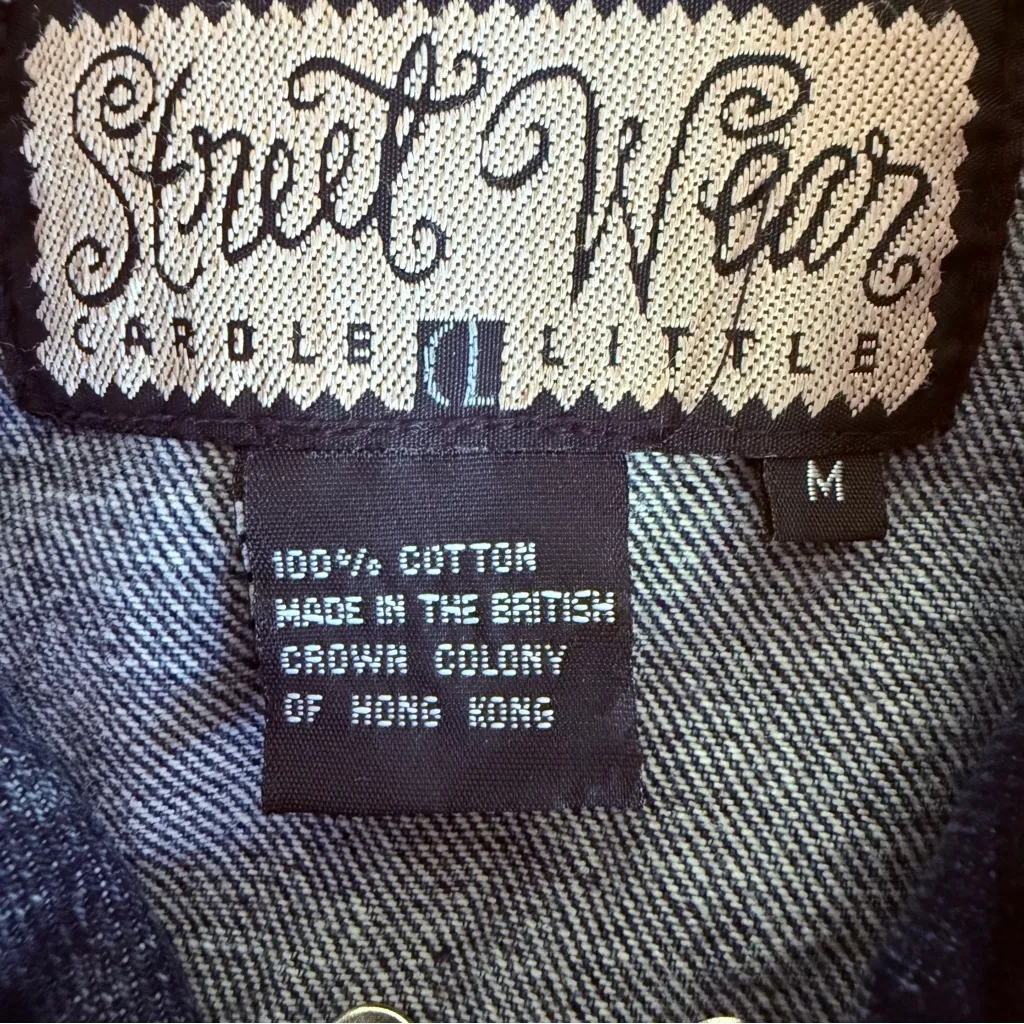 Street Wear
CAROLE CL LITTLE
M
100% COTTON
MADE IN THE BRITISH
CROWN COLONY
OF HONG KONG